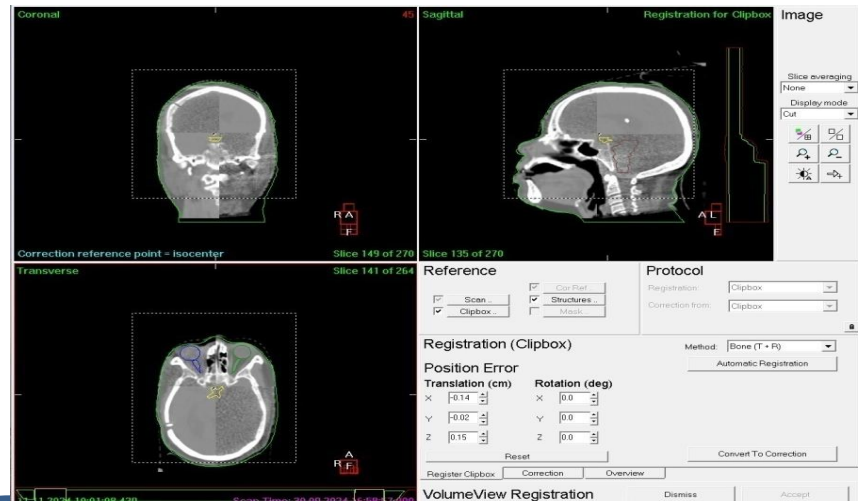 Coronal
45
Sagittal
Registration for Clipbox
Image
Slice averaging
None
Display mode
Cut
R A
F
A L
F
Correction reference point = isocenter
Slice 149 of 270
Slice 135 of 270
Transverse
Slice 141 of 264
A
R F
Reference
Cor Ref
Scan ..
Structures ..
Clipbox ..
Mask..
Protocol
Registration:
Clipbox
Correction from:
Clipbox
Registration (Clipbox)
Method:
Bone (T + R)
Automatic Registration
Position Error
Translation (cm)
Rotation (deg)
X -0.14
X 0.0
Y -0.02
Y 0.0
Z 0.15
Z 0.0
Reset
Convert To Correction
Register Clipbox
Correction
Overview
VolumeView Registration
Dismiss
Accept